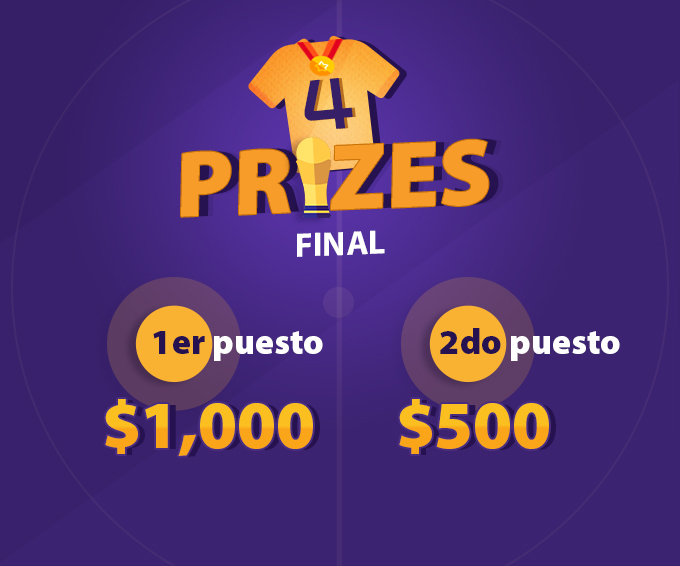 4
PRIZES
FINAL
1er puesto
2do puesto
$1,000
$500